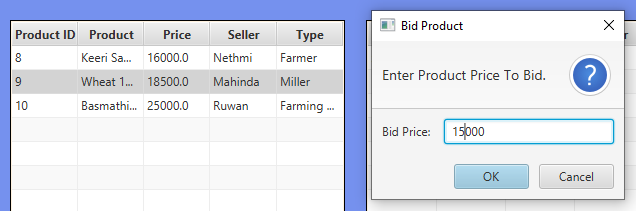 Product ID Product Price Seller Type
8 Keeri Sa... 16000.0 Nethmi Farmer
9 Wheat 1... 18500.0 Mahinda Miller
10 Basmathi... 25000.0 Ruwan Farming ...
Bid Product
Enter Product Price To Bid.
?
Bid Price: 15000
OK Cancel